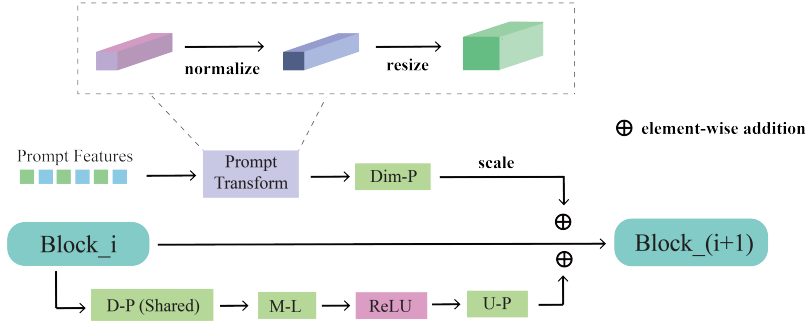 normalize
resize
⊕ element-wise addition
Prompt Features
Prompt
Transform
Dim-P
scale
Block_i
Block_(i+1)
D-P (Shared)
M-L
ReLU
U-P